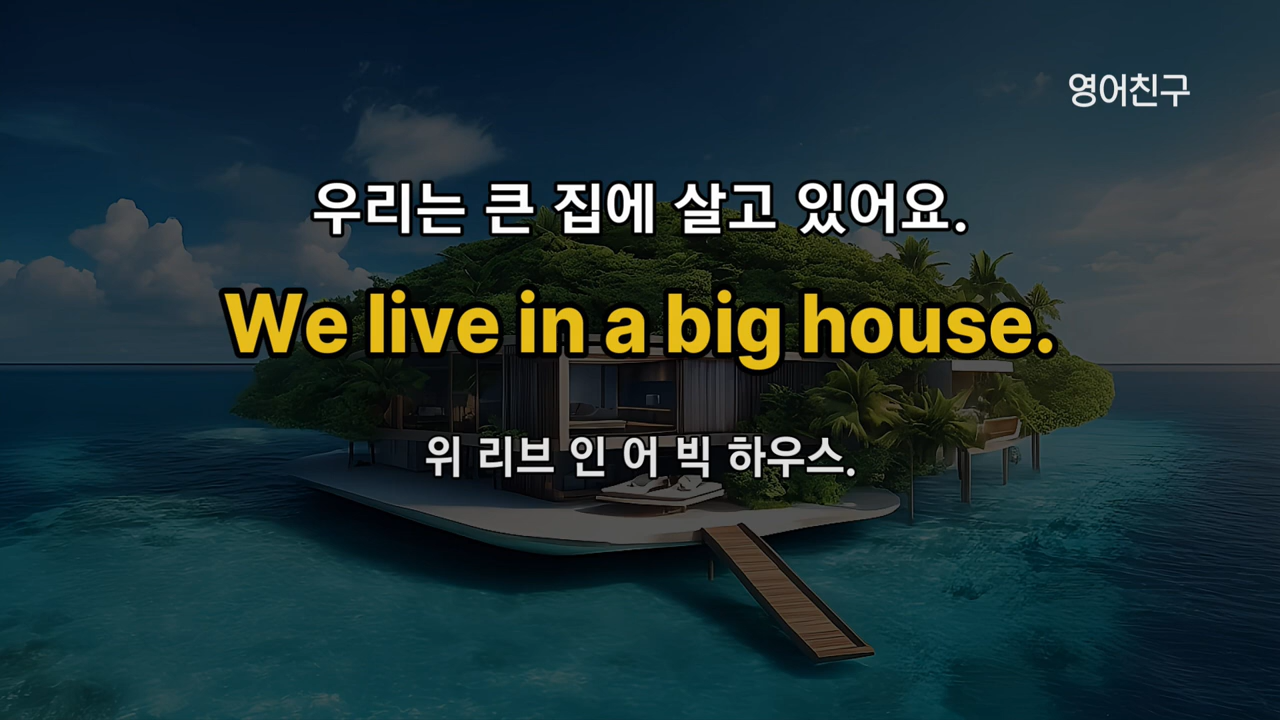 영어친구
우리는 큰 집에 살고 있어요.
We live in a big house.
위 리브 인 어 빅 하우스.